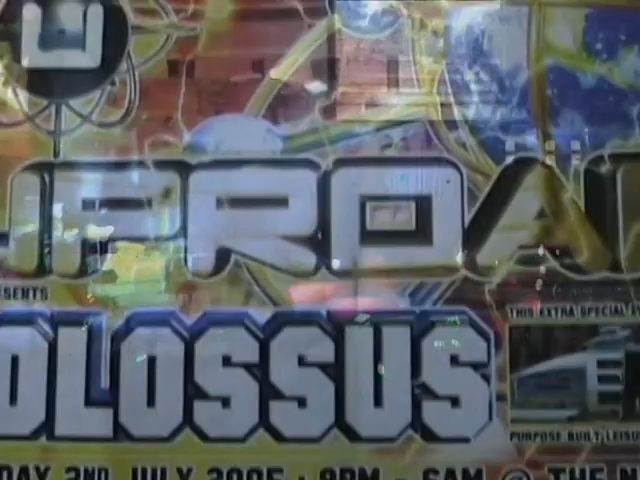 UPROA
ESENTS
OLOSSUS
THIS EXTRA SPECIAL
PURPOSE BUILT LEISU
DAY 2ND JULY 2005 : 9PM - 6AM @ THE